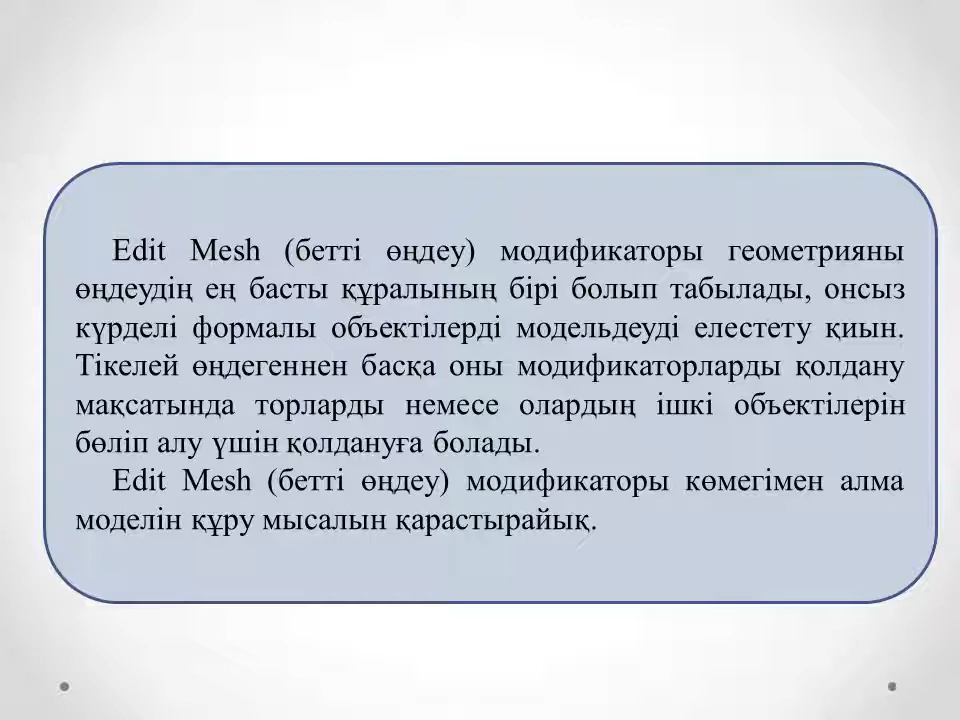 Edit Mesh (бетті өңдеу) модификаторы геометрияны
өңдеудің ең басты құралының бірі болып табылады, онсыз
күрделі формалы объектілерді модельдеуді елестету қиын.
Тікелей өңдегеннен басқа оны модификаторларды қолдану
мақсатында торларды немесе олардың ішкі объектілерін
бөліп алу үшін қолдануға болады.
Edit Mesh (бетті өңдеу) модификаторы көмегімен алма
моделін құру мысалын қарастырайық.